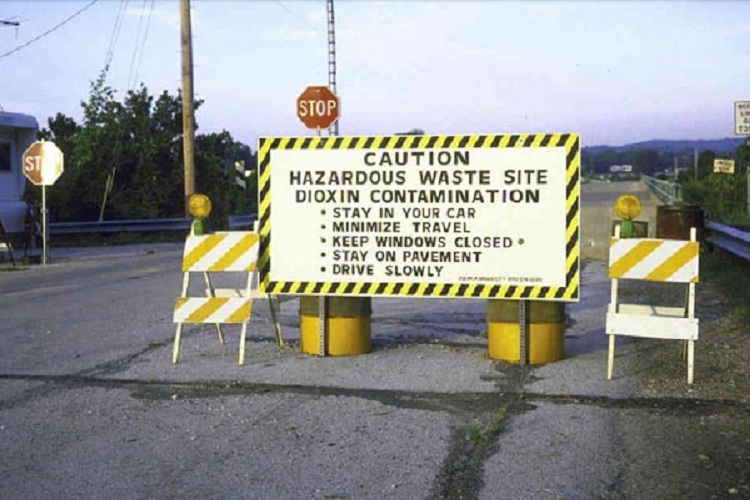 STOP
CAUTION
HAZARDOUS WASTE SITE
DIOXIN CONTAMINATION
• STAY IN YOUR CAR
• MINIMIZE TRAVEL
• KEEP WINDOWS CLOSED
• STAY ON PAVEMENT
• DRIVE SLOWLY
ST